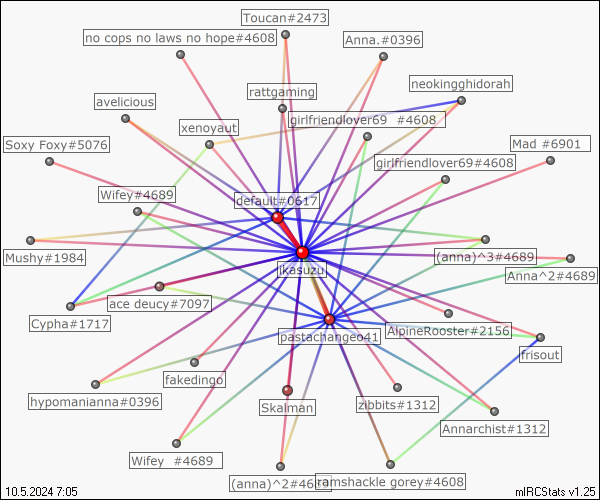 Toucan#2473
no cops no laws no hope#4608
Anna.#0396
neokingghidorah
rattgaming
avelicious
girlfriendlover69  #4608
xenoyaut
Soxy Foxy#5076
Mad #6901
girlfriendlover69#4608
Wifey#4689
default#0617
Mushy#1984
(anna)^3#4689
jkasuzu
Anna^2#4689
ace deucy#7097
Cypha#1717
AlpineRooster#2156
pastachangeo41
frisout
fakedingo
hypomanianna#0396
Skalman
zibbits#1312
Annarchist#1312
Wifey  #4689
(anna)^2#4689
ramshackle gorey#4608
10.5.2024 7:05
mIRCStats v1.25